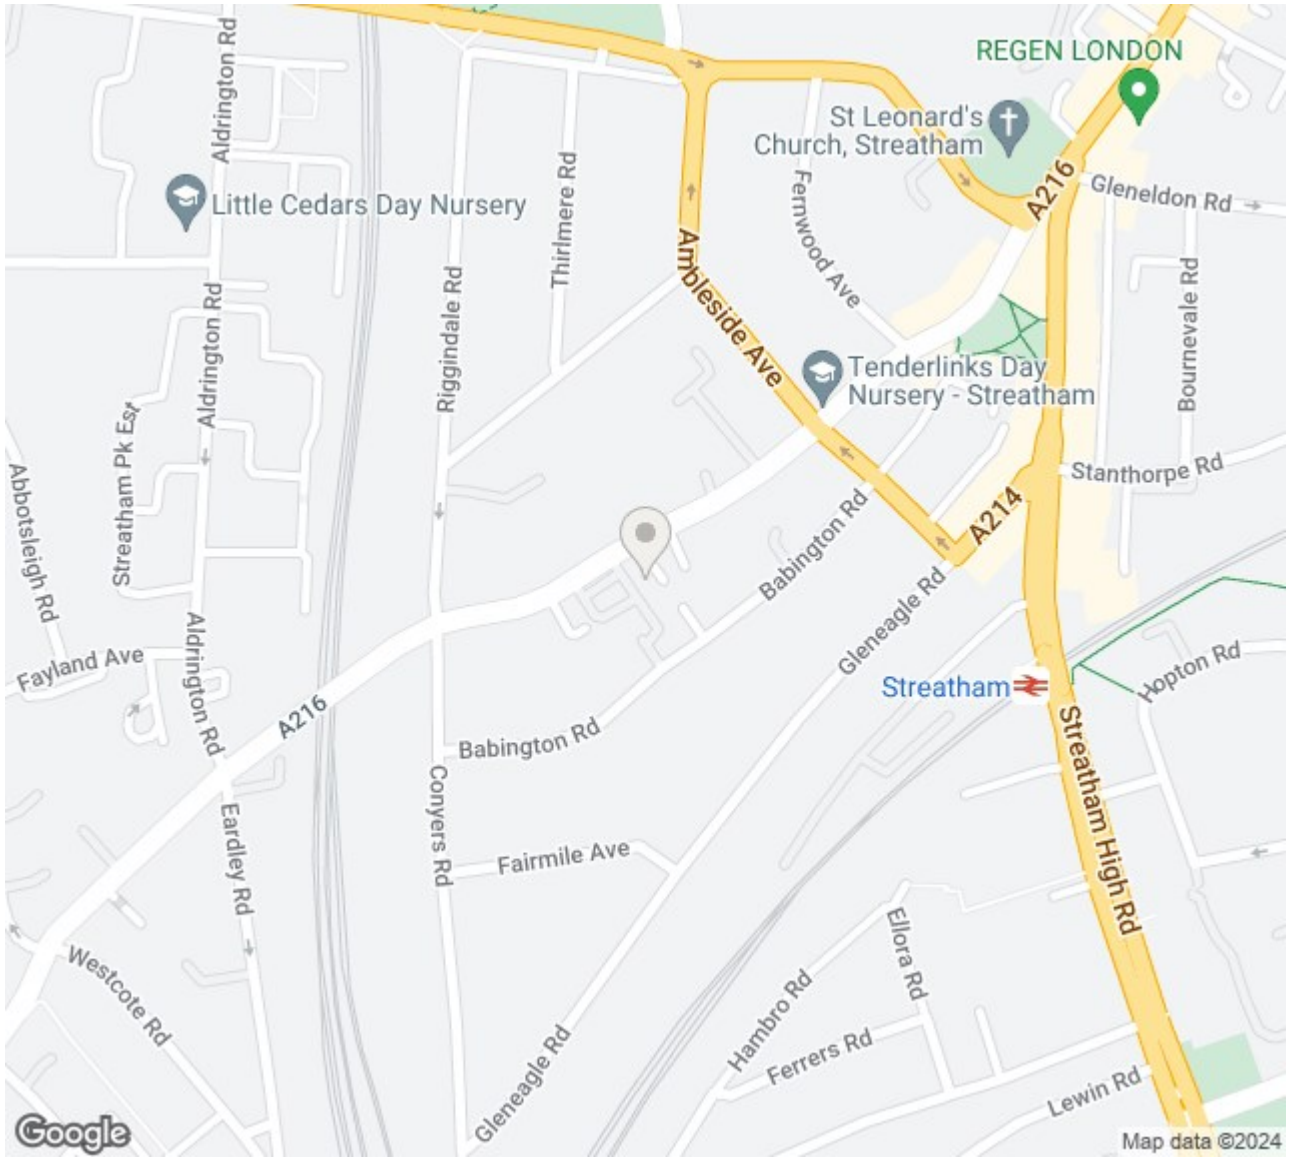 Aldrington Rd
REGEN LONDON
St Leonard's
Church, Streatham
A216
Gleneldon Rd
Little Cedars Day Nursery
Thirlmere Rd
Fernwood Ave
Ambleside Ave
Riggindale Rd
Aldrington Rd
Bournevale Rd
Tenderlinks Day
Nursery - Streatham
Streatham Pk Est
Abbotsleigh Rd
Stanthorpe Rd
A214
Babington Rd
Gleneagle Rd
Aldrington Rd
Fayland Ave
Hopton Rd
Streatham
A216
Babington Rd
Streatham High Rd
Conyers Rd
Eardley Rd
Fairmile Ave
Ellora Rd
Westcote Rd
Hambro Rd
Ferrers Rd
Gleneagle Rd
Lewin Rd
Google
Map data ©2024